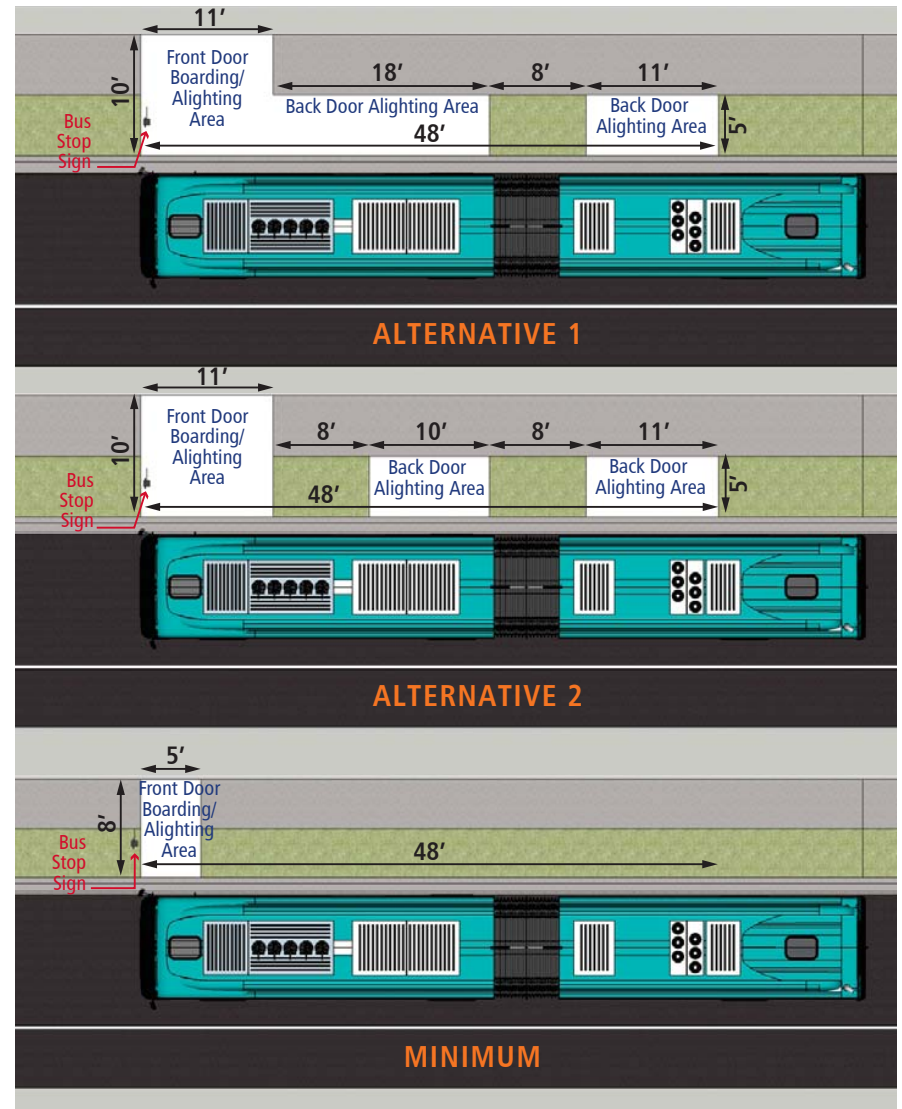 11’
Front Door
Boarding/
Alighting
Area
10’
18’
8’
11’
Back Door Alighting Area
Back Door
Alighting Area
5’
48’
Bus
Stop
Sign
ALTERNATIVE 1
11’
Front Door
Boarding/
Alighting
Area
10’
8’
10’
8’
11’
Back Door
Alighting Area
Back Door
Alighting Area
5’
48’
Bus
Stop
Sign
ALTERNATIVE 2
5’
Front Door
Boarding/
Alighting
Area
8’
48’
Bus
Stop
Sign
MINIMUM